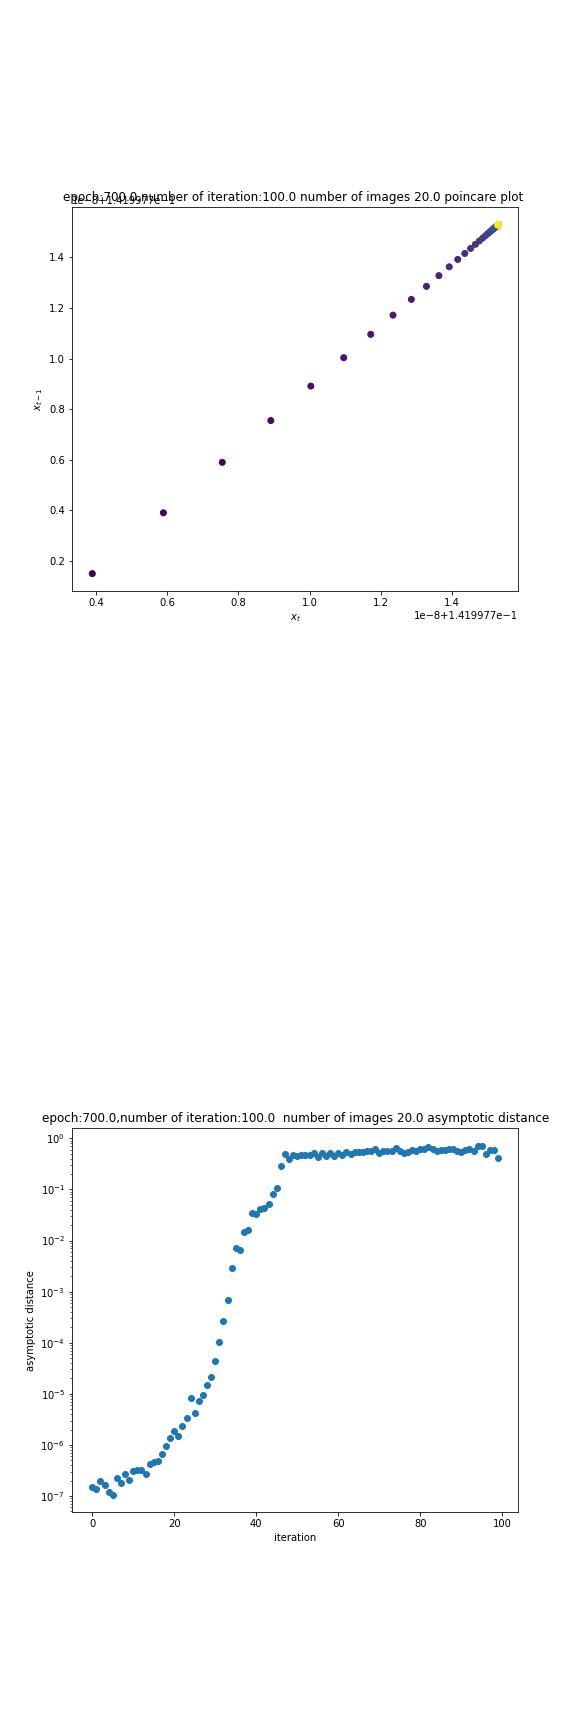 epoch:700.0,number of iteration:100.0 number of images 20.0 poincare plot
1e−8+1.419977e−1
1.4
1.2
1.0
0.8
0.6
0.4
0.2
x_{t−1}
0.4 0.6 0.8 1.0 1.2 1.4
x_t
1e−8+1.419977e−1
epoch:700.0,number of iteration:100.0  number of images 20.0 asymptotic distance
10^0
10^−1
10^−2
10^−3
10^−4
10^−5
10^−6
10^−7
asymptotic distance
0 20 40 60 80 100
iteration